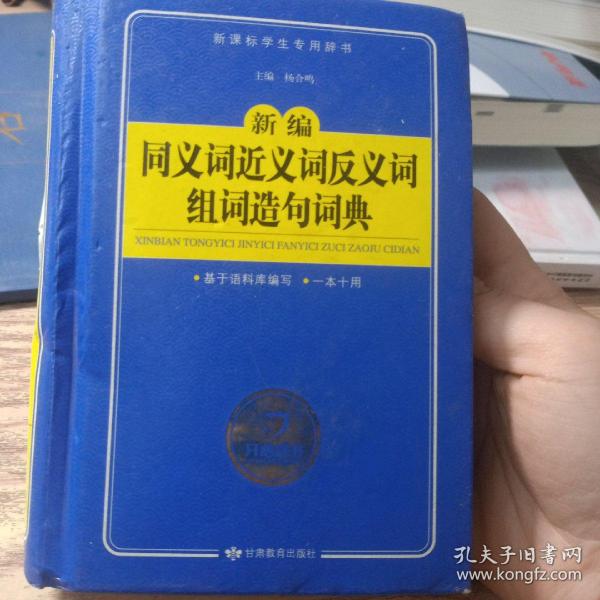 新课标学生专用辞书
主编 杨合鸣
新编
同义词近义词反义词
组词造句词典
XINBIAN TONGYICI JINYICI FANYICI ZUCI ZAOJU CIDIAN
·基于语料库编写 ·一本十用
甘肃教育出版社
孔夫子旧书网
www.kongfz.com